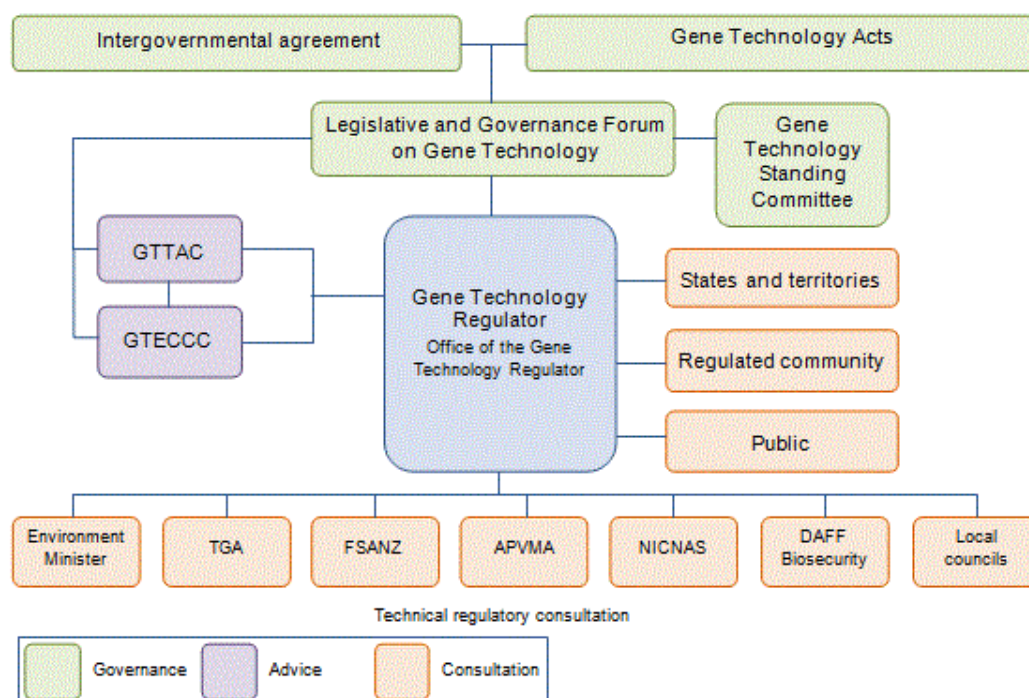 Intergovernmental agreement
Gene Technology Acts
Legislative and Governance Forum
on Gene Technology
Gene
Technology
Standing
Committee
GTTAC
GTECCC
Gene Technology
Regulator
Office of the Gene
Technology Regulator
States and territories
Regulated community
Public
Environment
Minister
TGA
FSANZ
APVMA
NICNAS
DAFF
Biosecurity
Local
councils
Technical regulatory consultation
Governance
Advice
Consultation